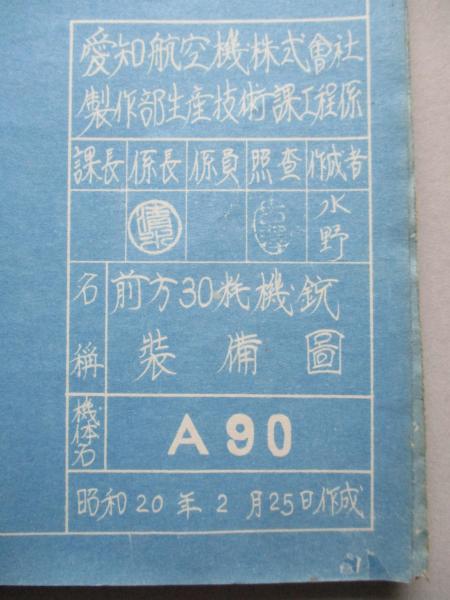 愛知航空機株式會社
製作部生産技術課工程係
課長 係長 係員 照査 作成者
水野
名稱 前方30粍機銃
装備圖
機体名 A90
昭和20年2月25日作成